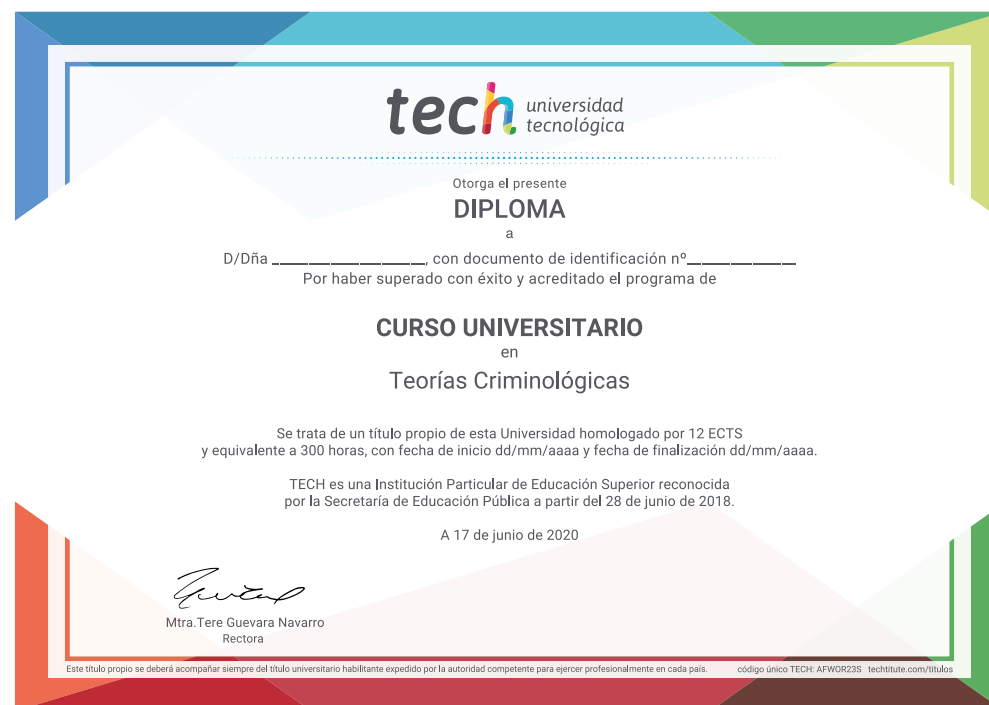 tech universidad tecnológica
Otorga el presente
DIPLOMA
a
D/Dña ____________________, con documento de identificación nº______________
Por haber superado con éxito y acreditado el programa de
CURSO UNIVERSITARIO
en
Teorías Criminológicas
Se trata de un título propio de esta Universidad homologado por 12 ECTS
y equivalente a 300 horas, con fecha de inicio dd/mm/aaaa y fecha de finalización dd/mm/aaaa.
TECH es una Institución Particular de Educación Superior reconocida
por la Secretaría de Educación Pública a partir del 28 de junio de 2018.
A 17 de junio de 2020
Mtra.Tere Guevara Navarro
Rectora
Este título propio se deberá acompañar siempre del título universitario habilitante expedido por la autoridad competente para ejercer profesionalmente en cada país. código único TECH: AFWOR23S techtitute.com/titulos